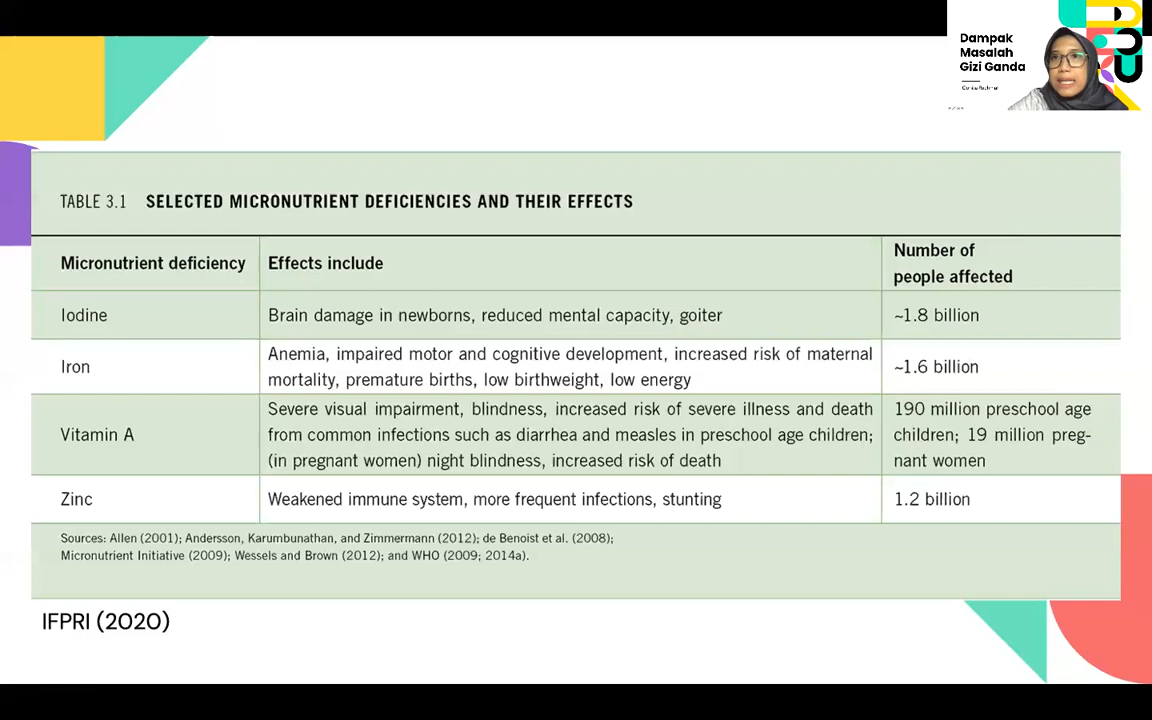 Dampak
Masalah
Gizi Ganda
TABLE 3.1 SELECTED MICRONUTRIENT DEFICIENCIES AND THEIR EFFECTS
Micronutrient deficiency Effects include Number of
people affected
Iodine Brain damage in newborns, reduced mental capacity, goiter ~1.8 billion
Iron Anemia, impaired motor and cognitive development, increased risk of maternal
mortality, premature births, low birthweight, low energy ~1.6 billion
Vitamin A Severe visual impairment, blindness, increased risk of severe illness and death
from common infections such as diarrhea and measles in preschool age children;
(in pregnant women) night blindness, increased risk of death
190 million preschool age
children; 19 million preg-
nant women
Zinc Weakened immune system, more frequent infections, stunting 1.2 billion
Sources: Allen (2001); Andersson, Karumbunathan, and Zimmermann (2012); de Benoist et al. (2008);
Micronutrient Initiative (2009); Wessels and Brown (2012); and WHO (2009; 2014a).
IFPRI (2020)